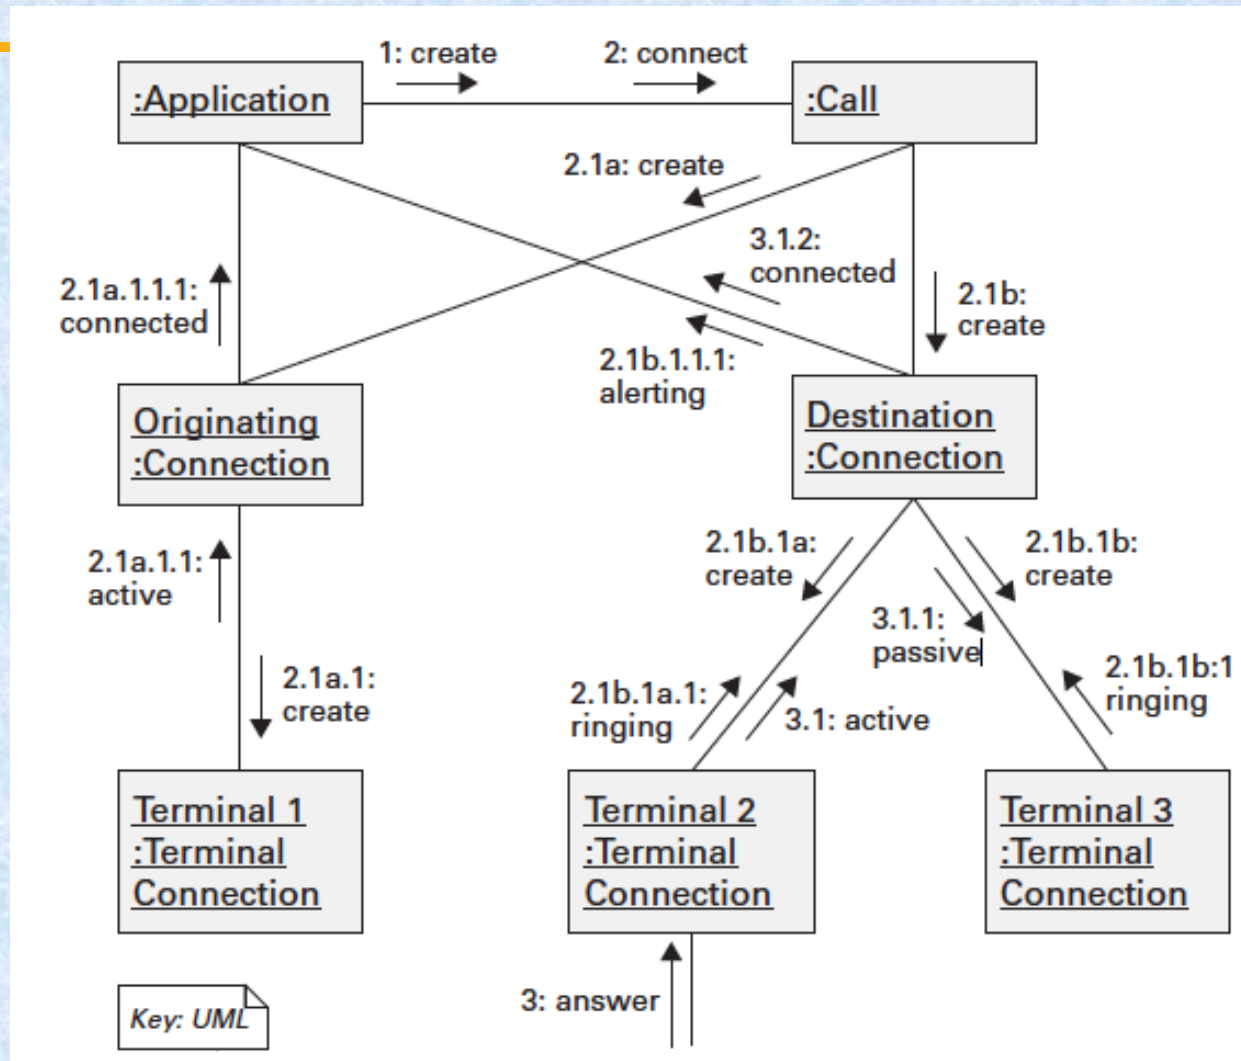 1: create
2: connect
:Application
:Call
2.1a: create
3.1.2:
connected
2.1a.1.1.1:
connected
2.1b:
create
2.1b.1.1.1:
alerting
Originating
:Connection
Destination
:Connection
2.1a.1.1:
active
2.1b.1a:
create
2.1b.1b:
create
3.1.1:
passive
2.1a.1:
create
2.1b.1a.1:
ringing
3.1: active
2.1b.1b:1
ringing
Terminal 1
:Terminal
Connection
Terminal 2
:Terminal
Connection
Terminal 3
:Terminal
Connection
3: answer
Key: UML